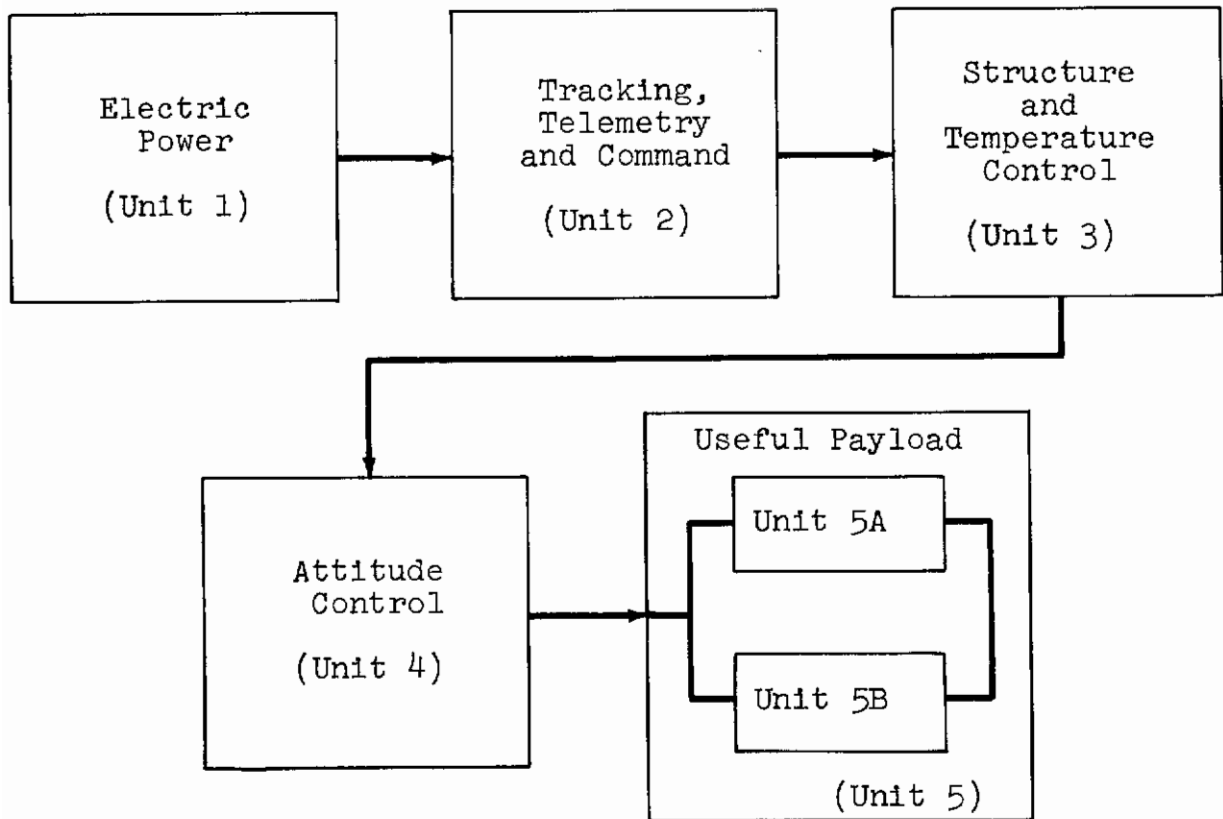 Electric
Power
(Unit 1)
Tracking,
Telemetry
and Command
(Unit 2)
Structure
and
Temperature
Control
(Unit 3)
Attitude
Control
(Unit 4)
Useful Payload
Unit 5A
Unit 5B
(Unit 5)